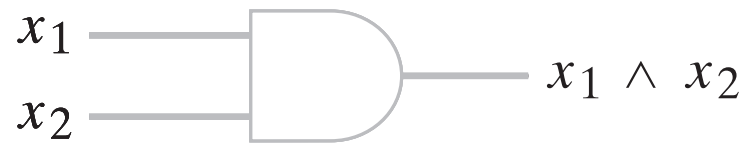 x₁
x₁ ∧ x₂
x₂